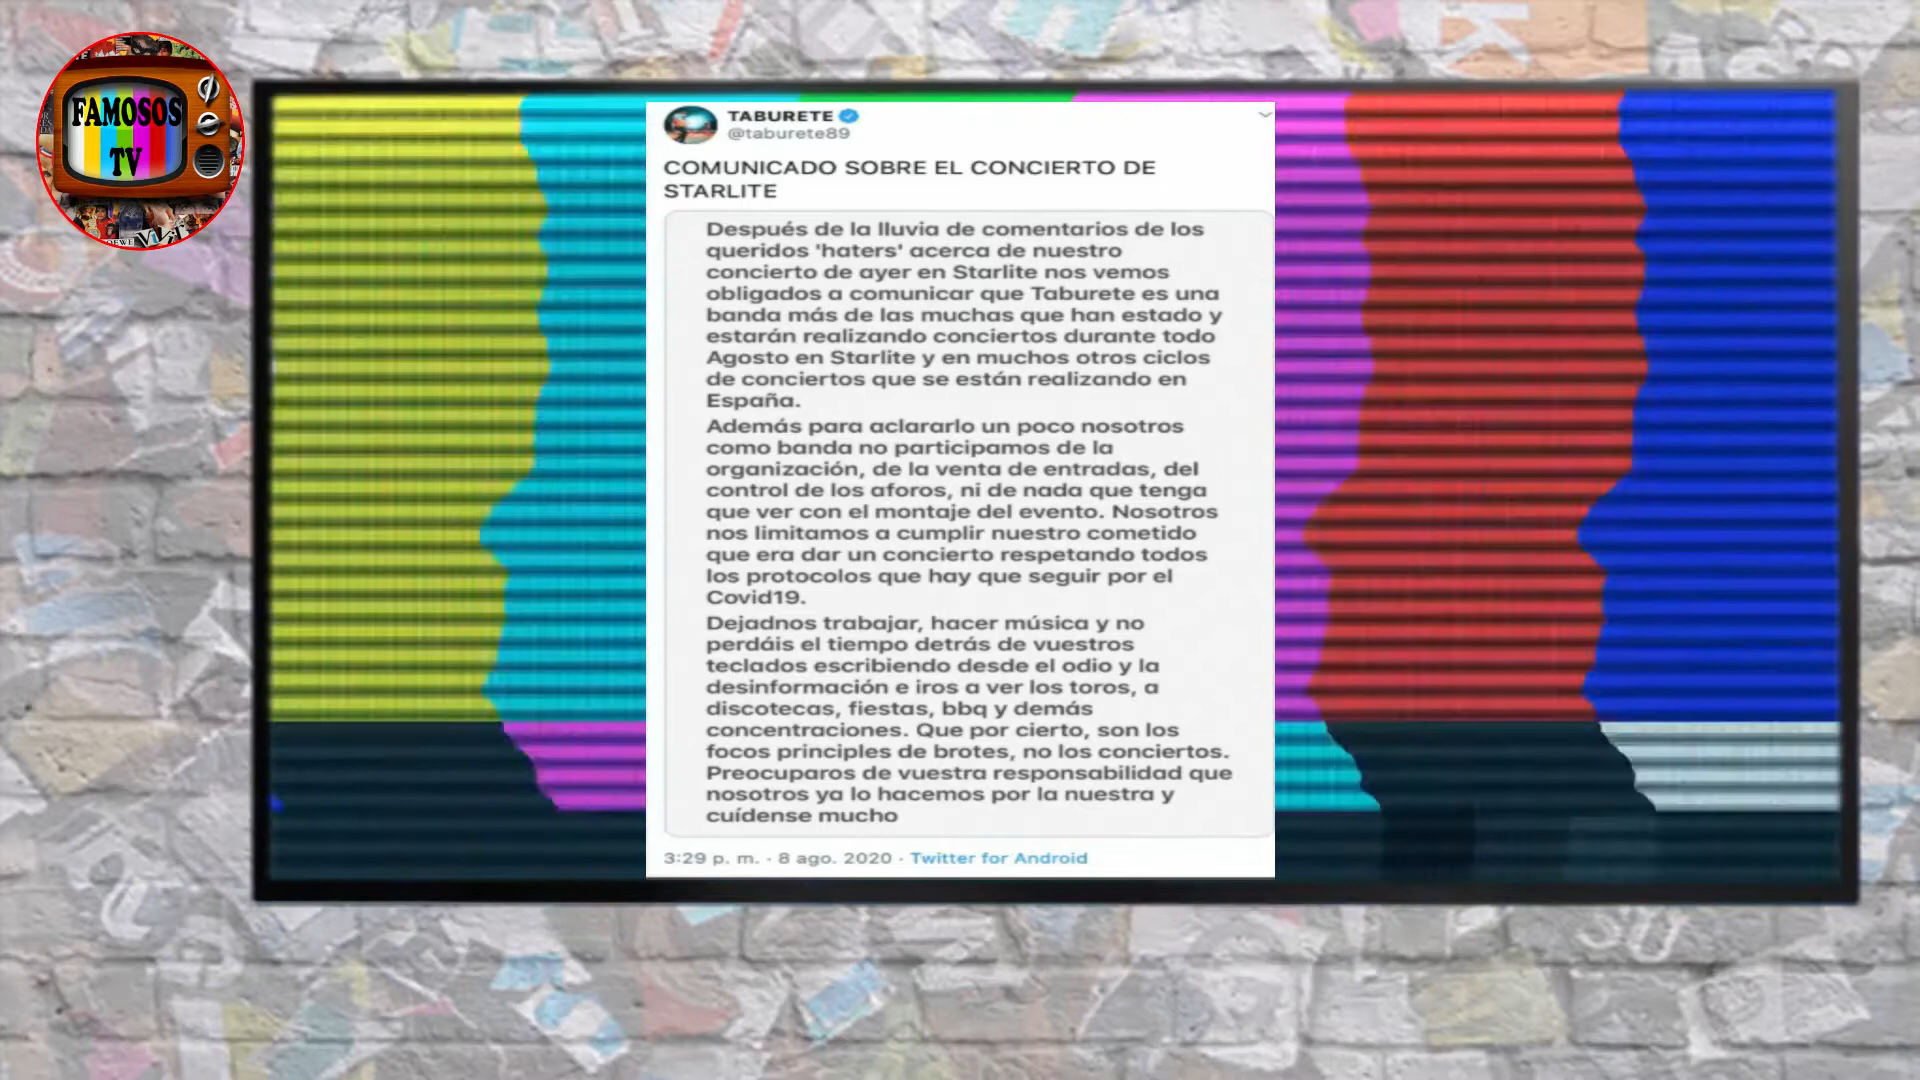 FAMOSOS
TV
TABURETE
@taburete89
COMUNICADO SOBRE EL CONCIERTO DE
STARLITE
Después de la lluvia de comentarios de los
queridos 'haters' acerca de nuestro
concierto de ayer en Starlite nos vemos
obligados a comunicar que Taburete es una
banda más de las muchas que han estado y
estarán realizando conciertos durante todo
Agosto en Starlite y en muchos otros ciclos
de conciertos que se están realizando en
España.
Además para aclararlo un poco nosotros
como banda no participamos de la
organización, de la venta de entradas, del
control de los aforos, ni de nada que tenga
que ver con el montaje del evento. Nosotros
nos limitamos a cumplir nuestro cometido
que era dar un concierto respetando todos
los protocolos que hay que seguir por el
Covid19.
Dejadnos trabajar, hacer música y no
perdáis el tiempo detrás de vuestros
teclados escribiendo desde el odio y la
desinformación e iros a ver los toros, a
discotecas, fiestas, bbq y demás
concentraciones. Que por cierto, son los
focos principles de brotes, no los conciertos.
Preocuparos de vuestra responsabilidad que
nosotros ya lo hacemos por la nuestra y
cuídense mucho
3:29 p. m. · 8 ago. 2020 · Twitter for Android